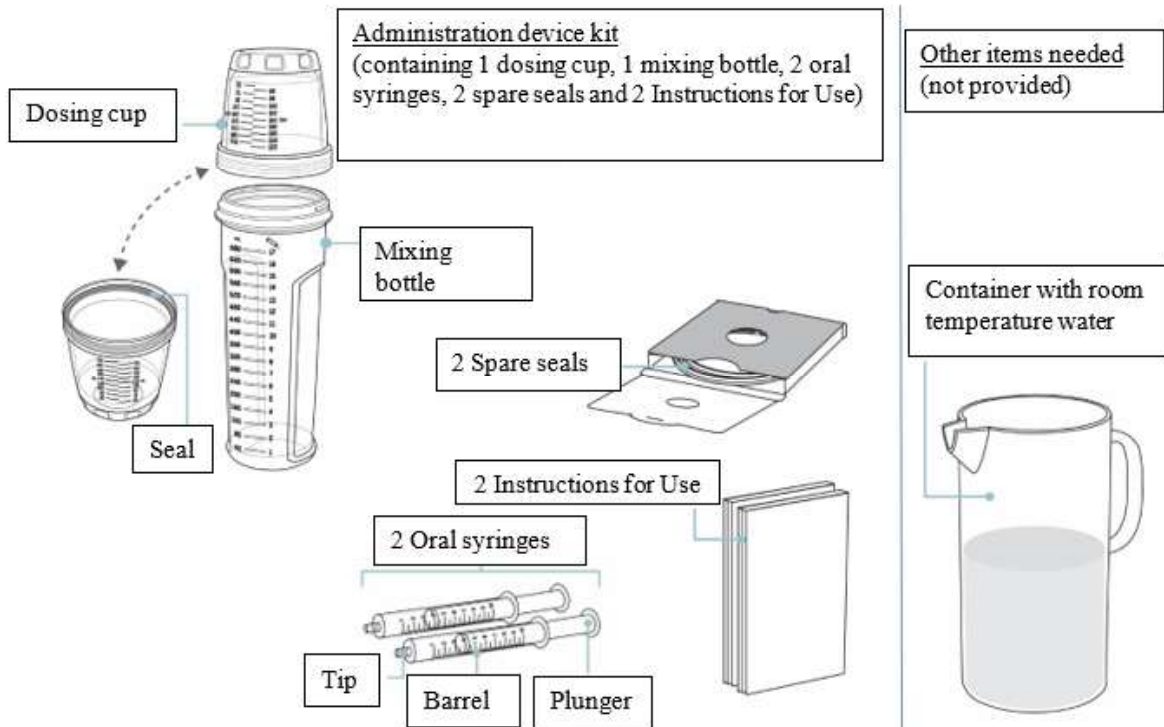 Administration device kit
(containing 1 dosing cup, 1 mixing bottle, 2 oral
syringes, 2 spare seals and 2 Instructions for Use)
Other items needed
(not provided)
Dosing cup
Mixing
bottle
Container with room
temperature water
2 Spare seals
Seal
2 Instructions for Use
2 Oral syringes
Tip
Barrel
Plunger